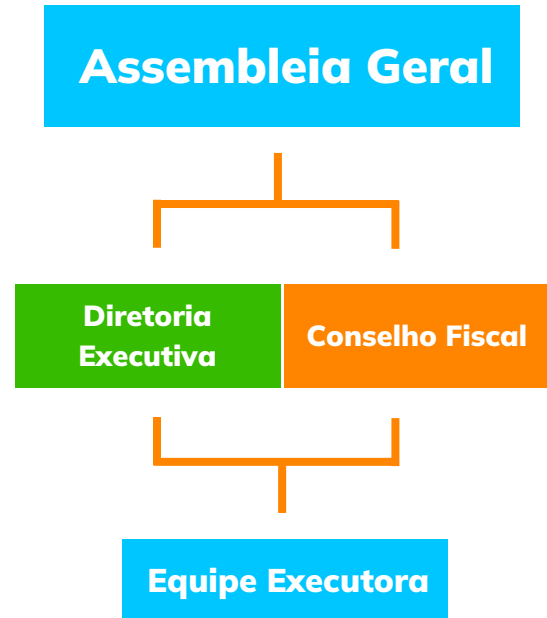 Assembleia Geral
Diretoria
Executiva
Conselho Fiscal
Equipe Executora